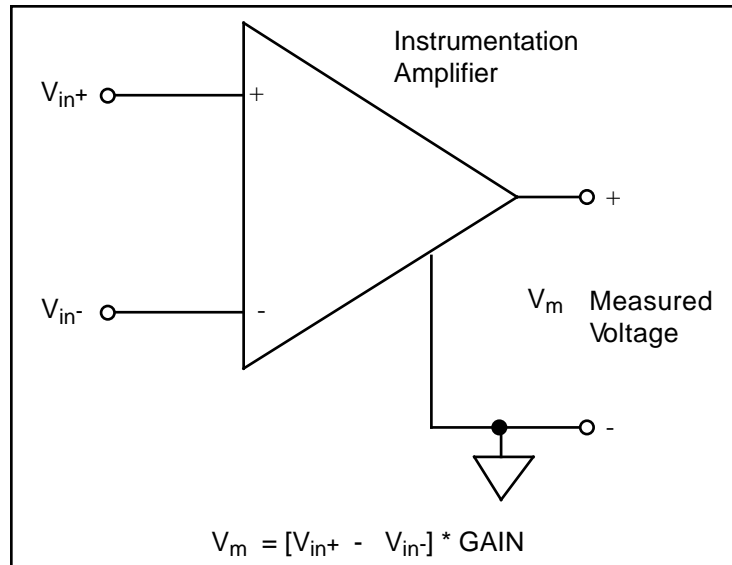 Instrumentation
Amplifier
Vin+
+
+
Vin-
-
Vm Measured
Voltage
-
Vm = [Vin+ - Vin-] * GAIN